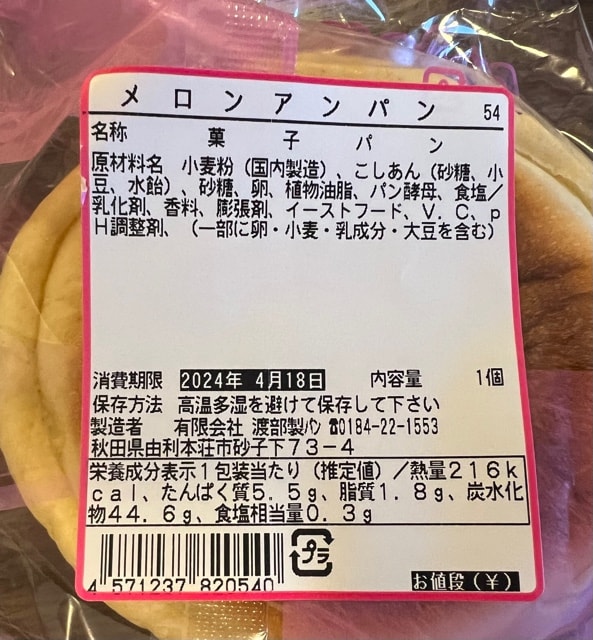 メロンアンパン 54
名称 菓子パン
原材料名 小麦粉（国内製造）、こしあん（砂糖、小
豆、水飴）、砂糖、卵、植物油脂、パン酵母、食塩／
乳化剤、香料、膨張剤、イーストフード、Ｖ．Ｃ、ｐ
Ｈ調整剤、（一部に卵・小麦・乳成分・大豆を含む）
消費期限 2024年 4月18日 内容量 1個
保存方法 高温多湿を避けて保存して下さい
製造者 有限会社 渡部製パン ☎0184-22-1553
秋田県由利本荘市砂子下７３－４
栄養成分表示１包装当たり（推定値）／熱量２１６ｋ
ｃａｌ、たんぱく質５．５ｇ、脂質１．８ｇ、炭水化
物４４．６ｇ、食塩相当量０．３ｇ
4 571237 820540
プラ
お値段（￥）